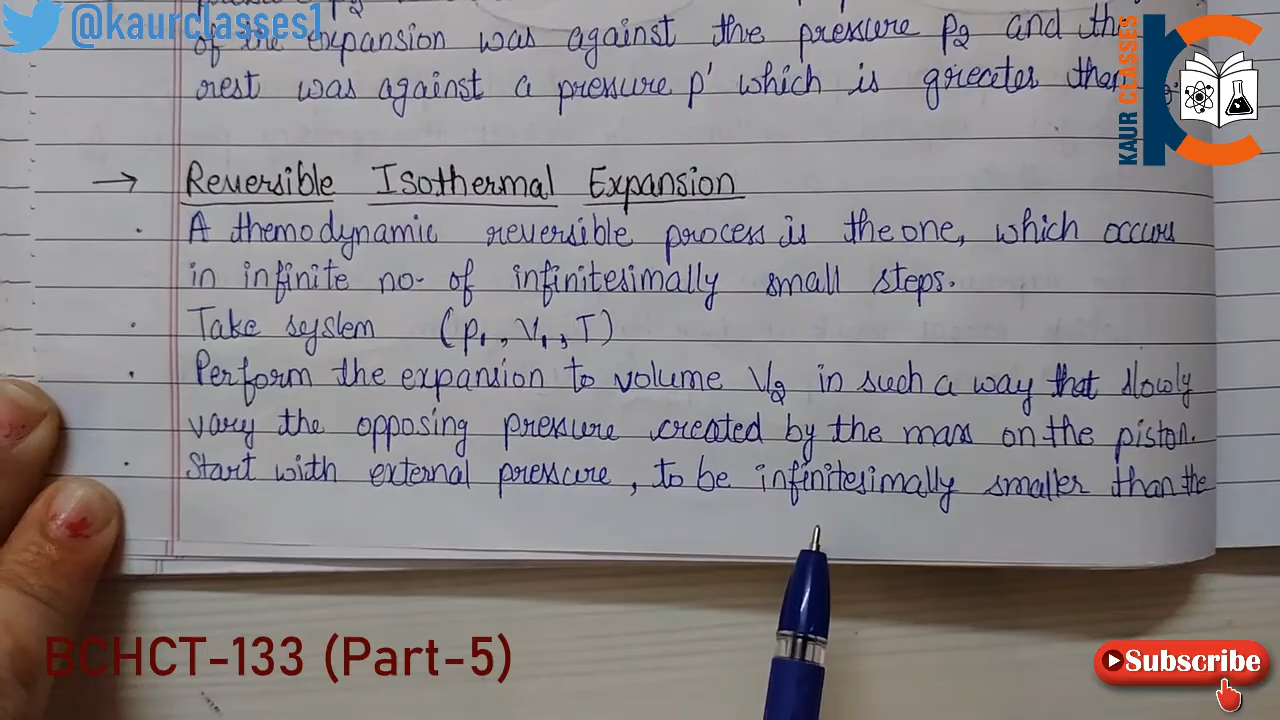 @kaurclasses1
of the expansion was against the pressure p2 and the
rest was against a pressure p' which is greater than
KAUR CLASSES
→ Reversible Isothermal Expansion
· A themodynamic reversible process is the one, which occurs
in infinite no. of infinitesimally small steps.
· Take system (p1, V1, T)
· Perform the expansion to volume V2 in such a way that slowly
vary the opposing pressure created by the mass on the piston.
· Start with external pressure, to be infinitesimally smaller than the
BCHCT-133 (Part-5)
Subscribe